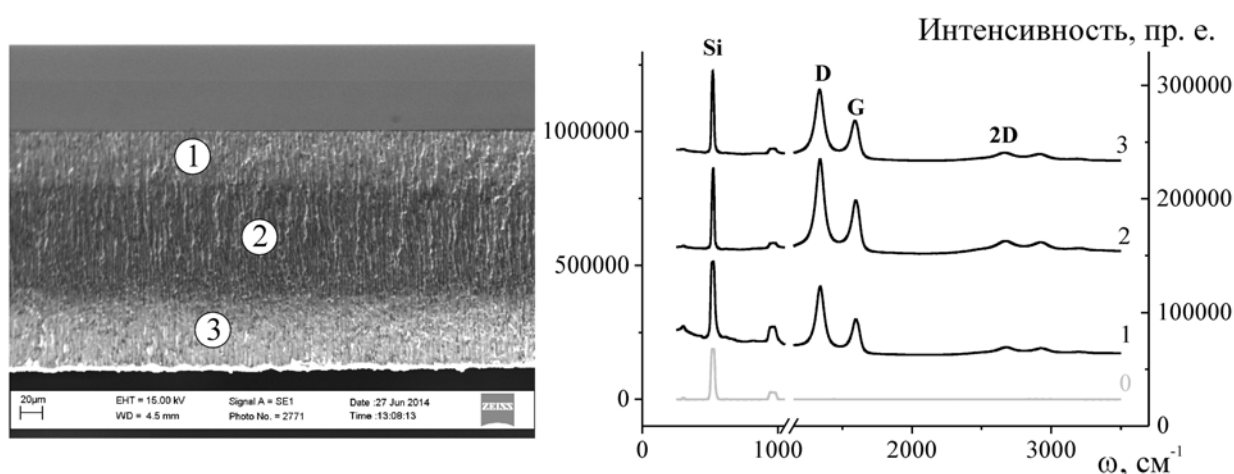 1
2
3
20µm
EHT = 15.00 kV
WD = 4.5 mm
Signal A = SE1
Photo No. = 2771
Date :27 Jun 2014
Time :13:08:13
ZEISS
Интенсивность, пр. е.
Si
D
G
2D
3
2
1
0
1000000
500000
0
300000
200000
100000
0
0
1000
2000
3000
ω, см⁻¹